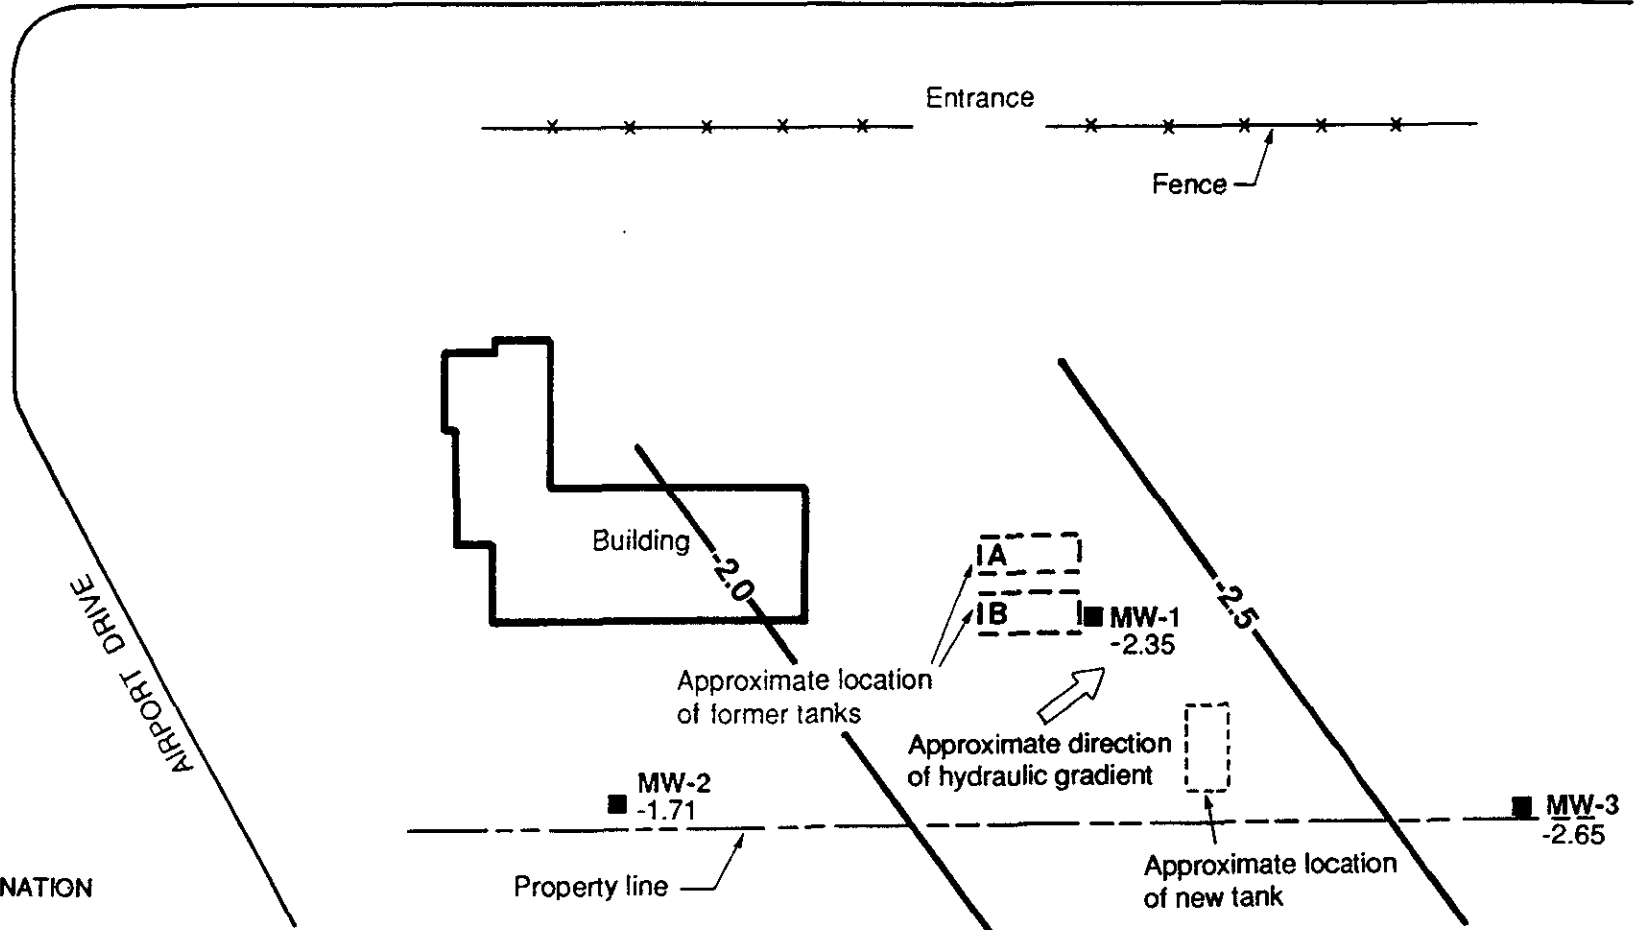 Entrance
Fence
Building
-2.0
A
B
MW-1
-2.35
-2.5
AIRPORT DRIVE
Approximate location
of former tanks
Approximate direction
of hydraulic gradient
MW-2
-1.71
MW-3
-2.65
Property line
Approximate location
of new tank
NATION